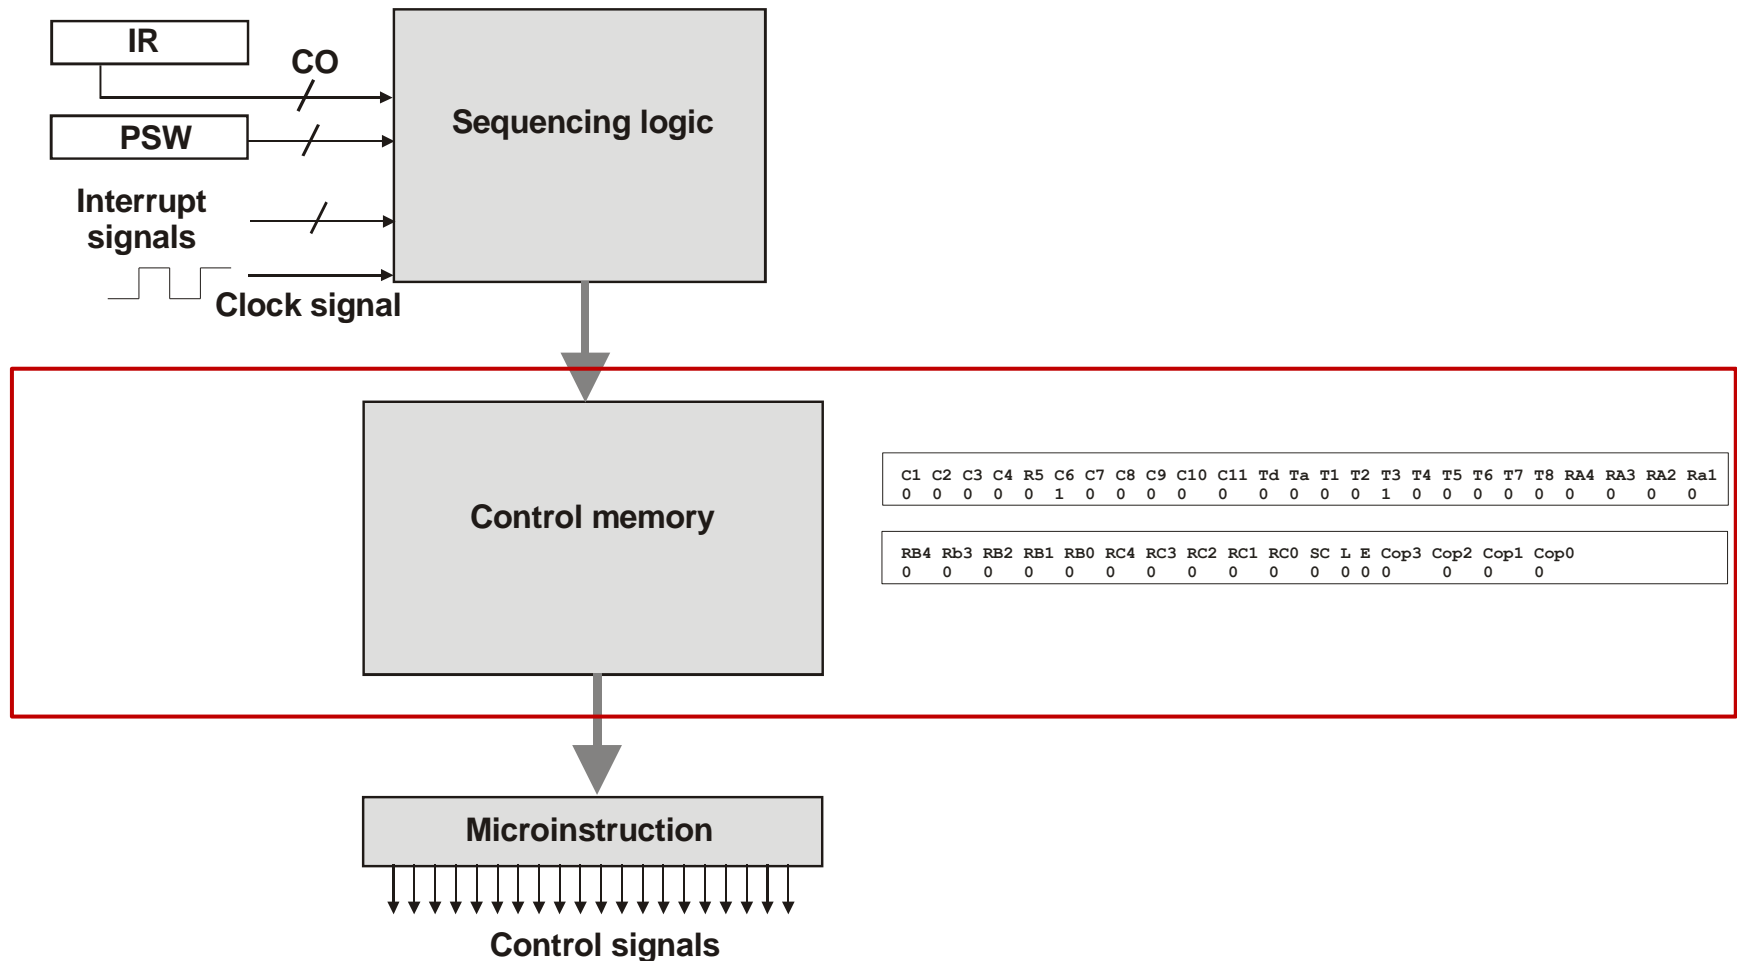 IR
CO
PSW
Interrupt
signals
Clock signal
Sequencing logic
Control memory
C1 C2 C3 C4 R5 C6 C7 C8 C9 C10 C11 Td Ta T1 T2 T3 T4 T5 T6 T7 T8 RA4 RA3 RA2 Ra1
0 0 0 0 0 1 0 0 0 0 0 0 0 0 0 1 0 0 0 0 0 0 0 0 0
RB4 Rb3 RB2 RB1 RB0 RC4 RC3 RC2 RC1 RC0 SC L E Cop3 Cop2 Cop1 Cop0
0 0 0 0 0 0 0 0 0 0 0 0 0 0 0 0 0
Microinstruction
Control signals